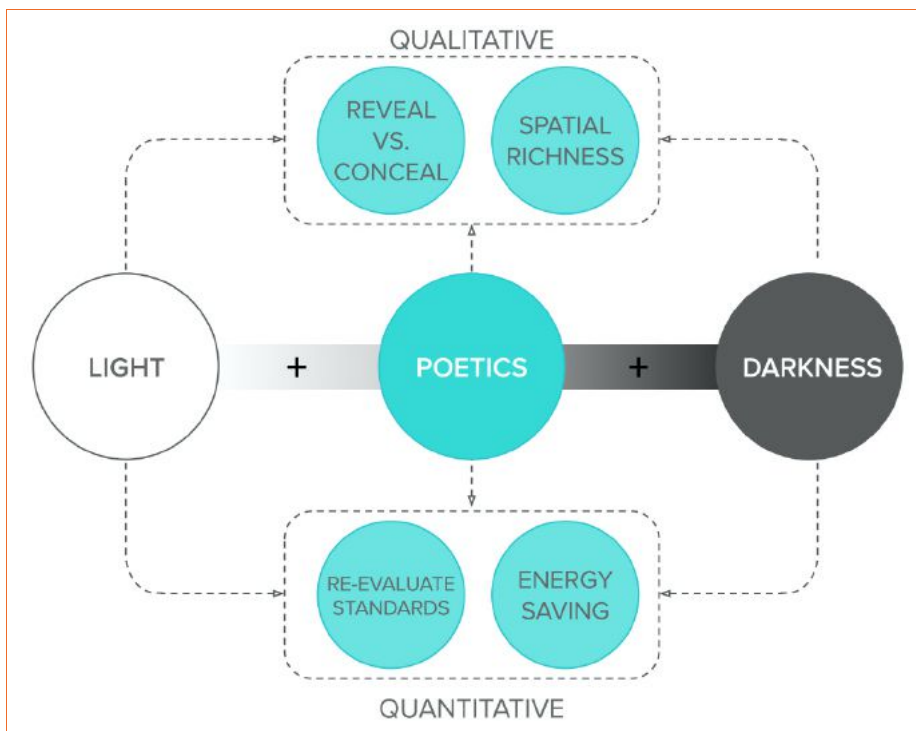 QUALITATIVE
REVEAL
VS.
CONCEAL
SPATIAL
RICHNESS
LIGHT
+
POETICS
+
DARKNESS
RE-EVALUATE
STANDARDS
ENERGY
SAVING
QUANTITATIVE